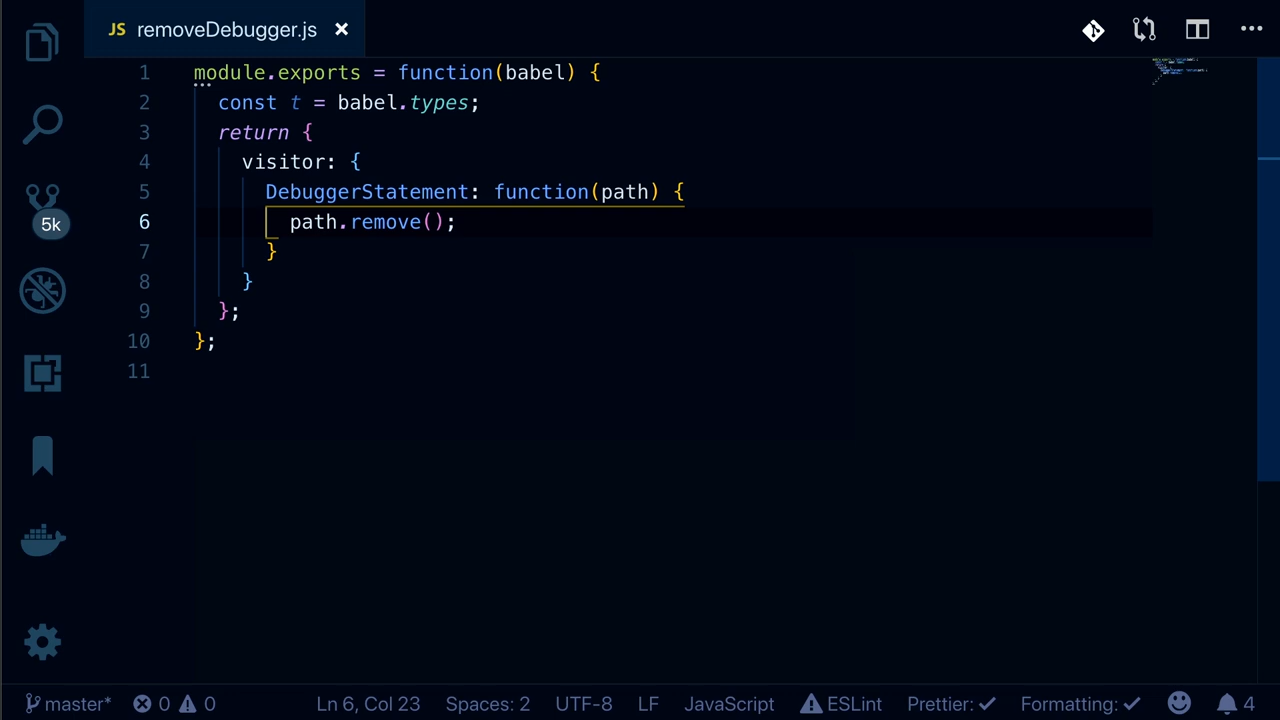 JS removeDebugger.js ×
1 module.exports = function(babel) {
2   const t = babel.types;
3   return {
4     visitor: {
5       DebuggerStatement: function(path) {
6         path.remove();
7       }
8     }
9   };
10 };
11
5k
master* 0 0 Ln 6, Col 23 Spaces: 2 UTF-8 LF JavaScript ESLint Prettier: ✓ Formatting: ✓ 4